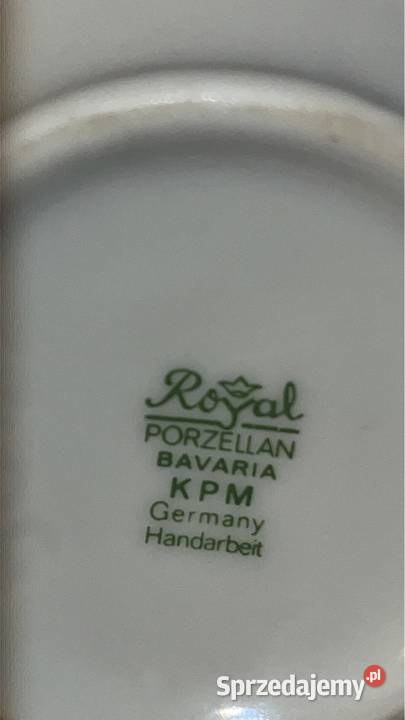 Royal
PORZELLAN
BAVARIA
KPM
Germany
Handarbeit
Sprzedajemy.pl